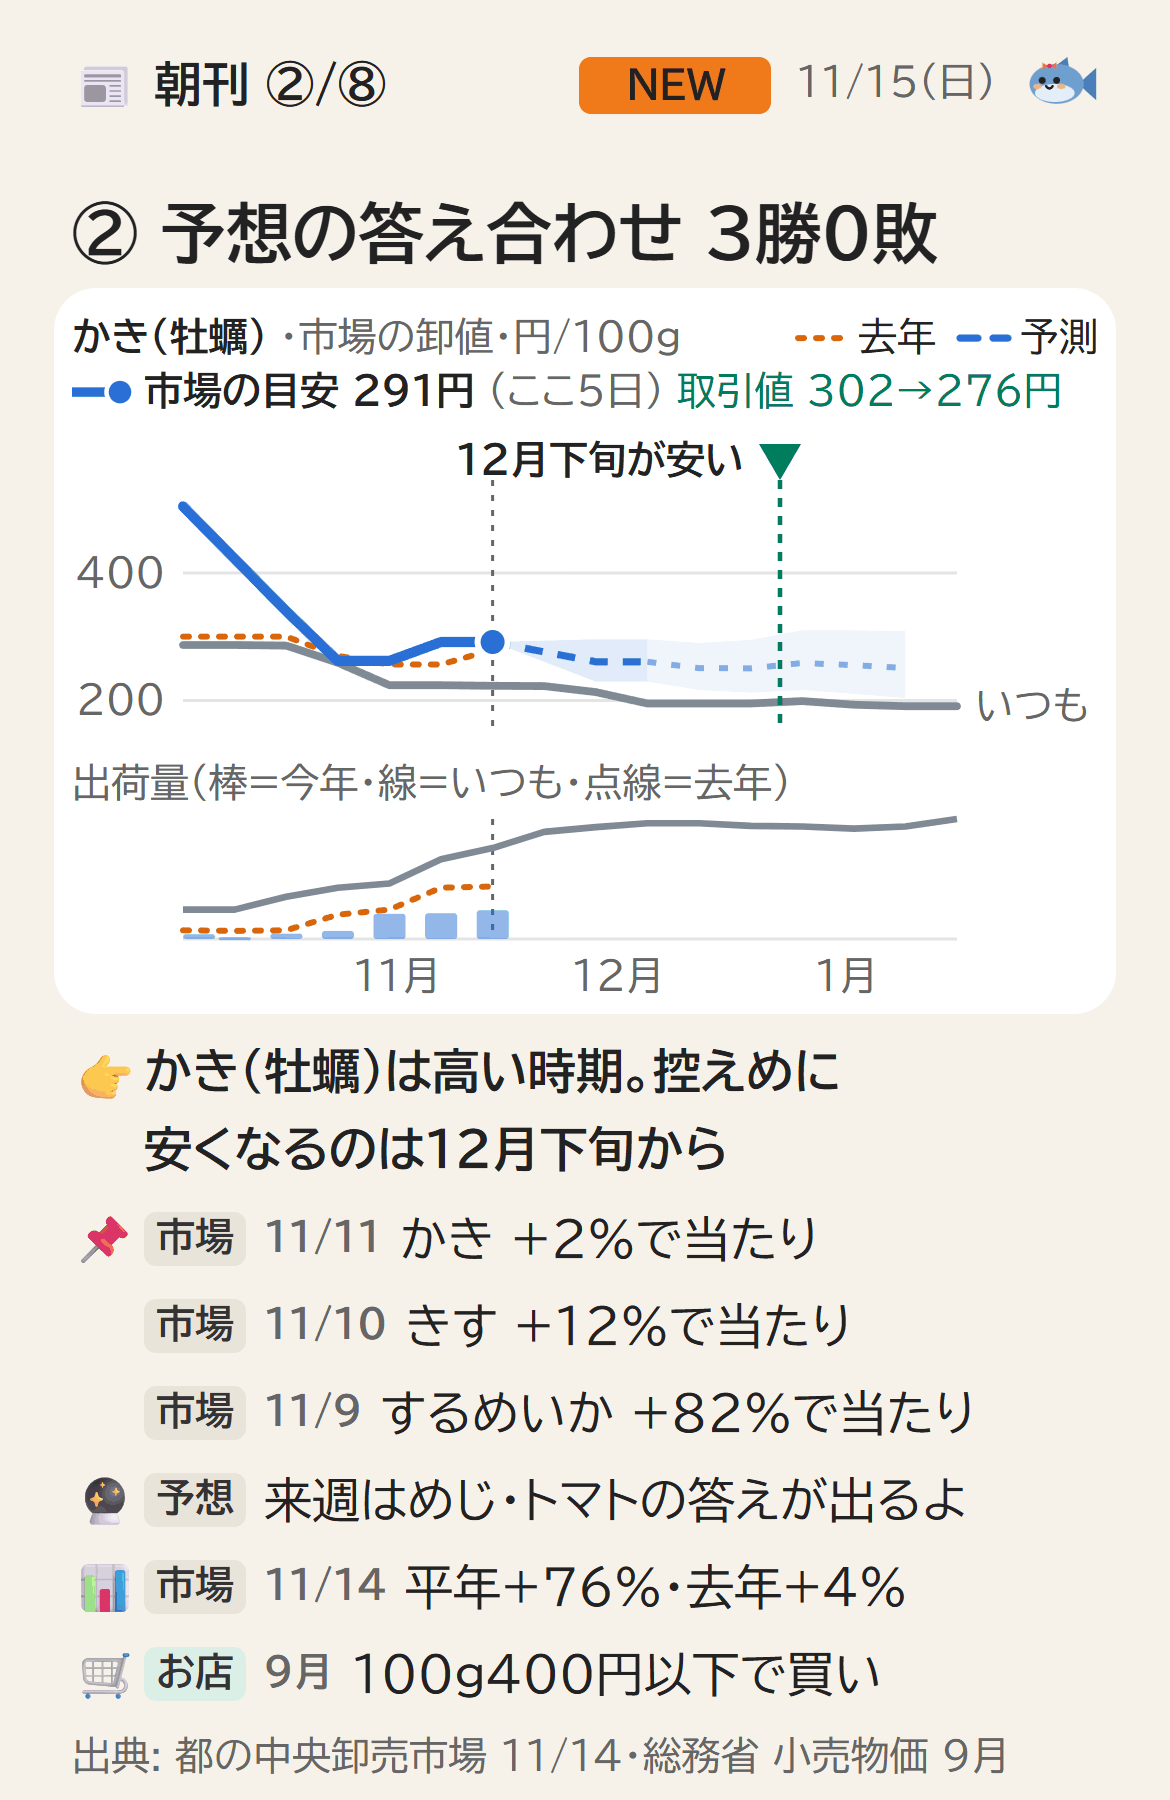 朝刊 ②/⑧ NEW 11/15(日)
② 予想の答え合わせ 3勝0敗
かき(牡蠣)・市場の卸値・円/100g 去年 予測
市場の目安 291円 (ここ5日) 取引値 302→276円
12月下旬が安い
400
200
いつも
出荷量(棒=今年・線=いつも・点線=去年)
11月 12月 1月
かき(牡蠣)は高い時期。控えめに
安くなるのは12月下旬から
市場 11/11 かき +2%で当たり
市場 11/10 きす +12%で当たり
市場 11/9 するめいか +82%で当たり
予想 来週はめじ・トマトの答えが出るよ
市場 11/14 平年+76%・去年+4%
お店 9月 100g400円以下で買い
出典: 都の中央卸売市場 11/14・総務省 小売物価 9月